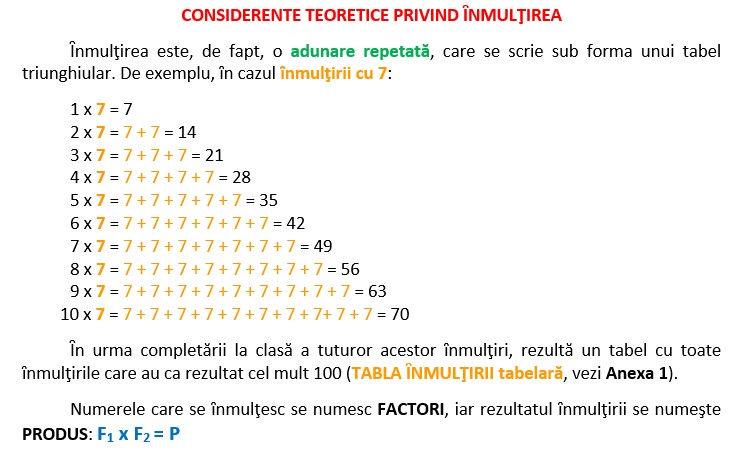 CONSIDERENTE TEORETICE PRIVIND ÎNMULŢIREA
Înmulţirea este, de fapt, o adunare repetată, care se scrie sub forma unui tabel
triunghiular. De exemplu, în cazul înmulţirii cu 7:
1 x 7 = 7
2 x 7 = 7 + 7 = 14
3 x 7 = 7 + 7 + 7 = 21
4 x 7 = 7 + 7 + 7 + 7 = 28
5 x 7 = 7 + 7 + 7 + 7 + 7 = 35
6 x 7 = 7 + 7 + 7 + 7 + 7 + 7 = 42
7 x 7 = 7 + 7 + 7 + 7 + 7 + 7 + 7 = 49
8 x 7 = 7 + 7 + 7 + 7 + 7 + 7 + 7 + 7 = 56
9 x 7 = 7 + 7 + 7 + 7 + 7 + 7 + 7 + 7 + 7 = 63
10 x 7 = 7 + 7 + 7 + 7 + 7 + 7 + 7 + 7+ 7 + 7 = 70
În urma completării la clasă a tuturor acestor înmulţiri, rezultă un tabel cu toate
înmulţirile care au ca rezultat cel mult 100 (TABLA ÎNMULŢIRII tabelară, vezi Anexa 1).
Numerele care se înmulţesc se numesc FACTORI, iar rezultatul înmulţirii se numeşte
PRODUS: F₁ x F₂ = P